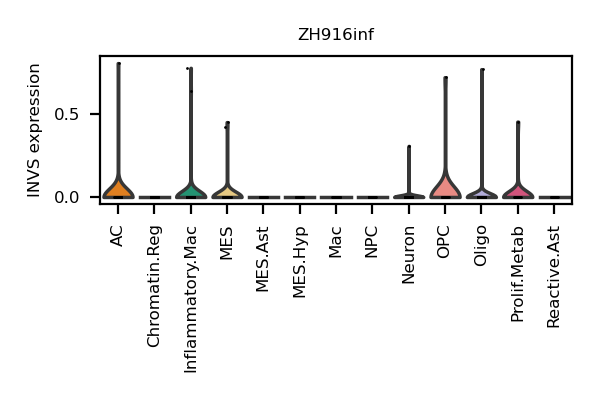 ZH916inf
INVS expression
0.5
0.0
AC
Chromatin.Reg
Inflammatory.Mac
MES
MES.Ast
MES.Hyp
Mac
NPC
Neuron
OPC
Oligo
Prolif.Metab
Reactive.Ast